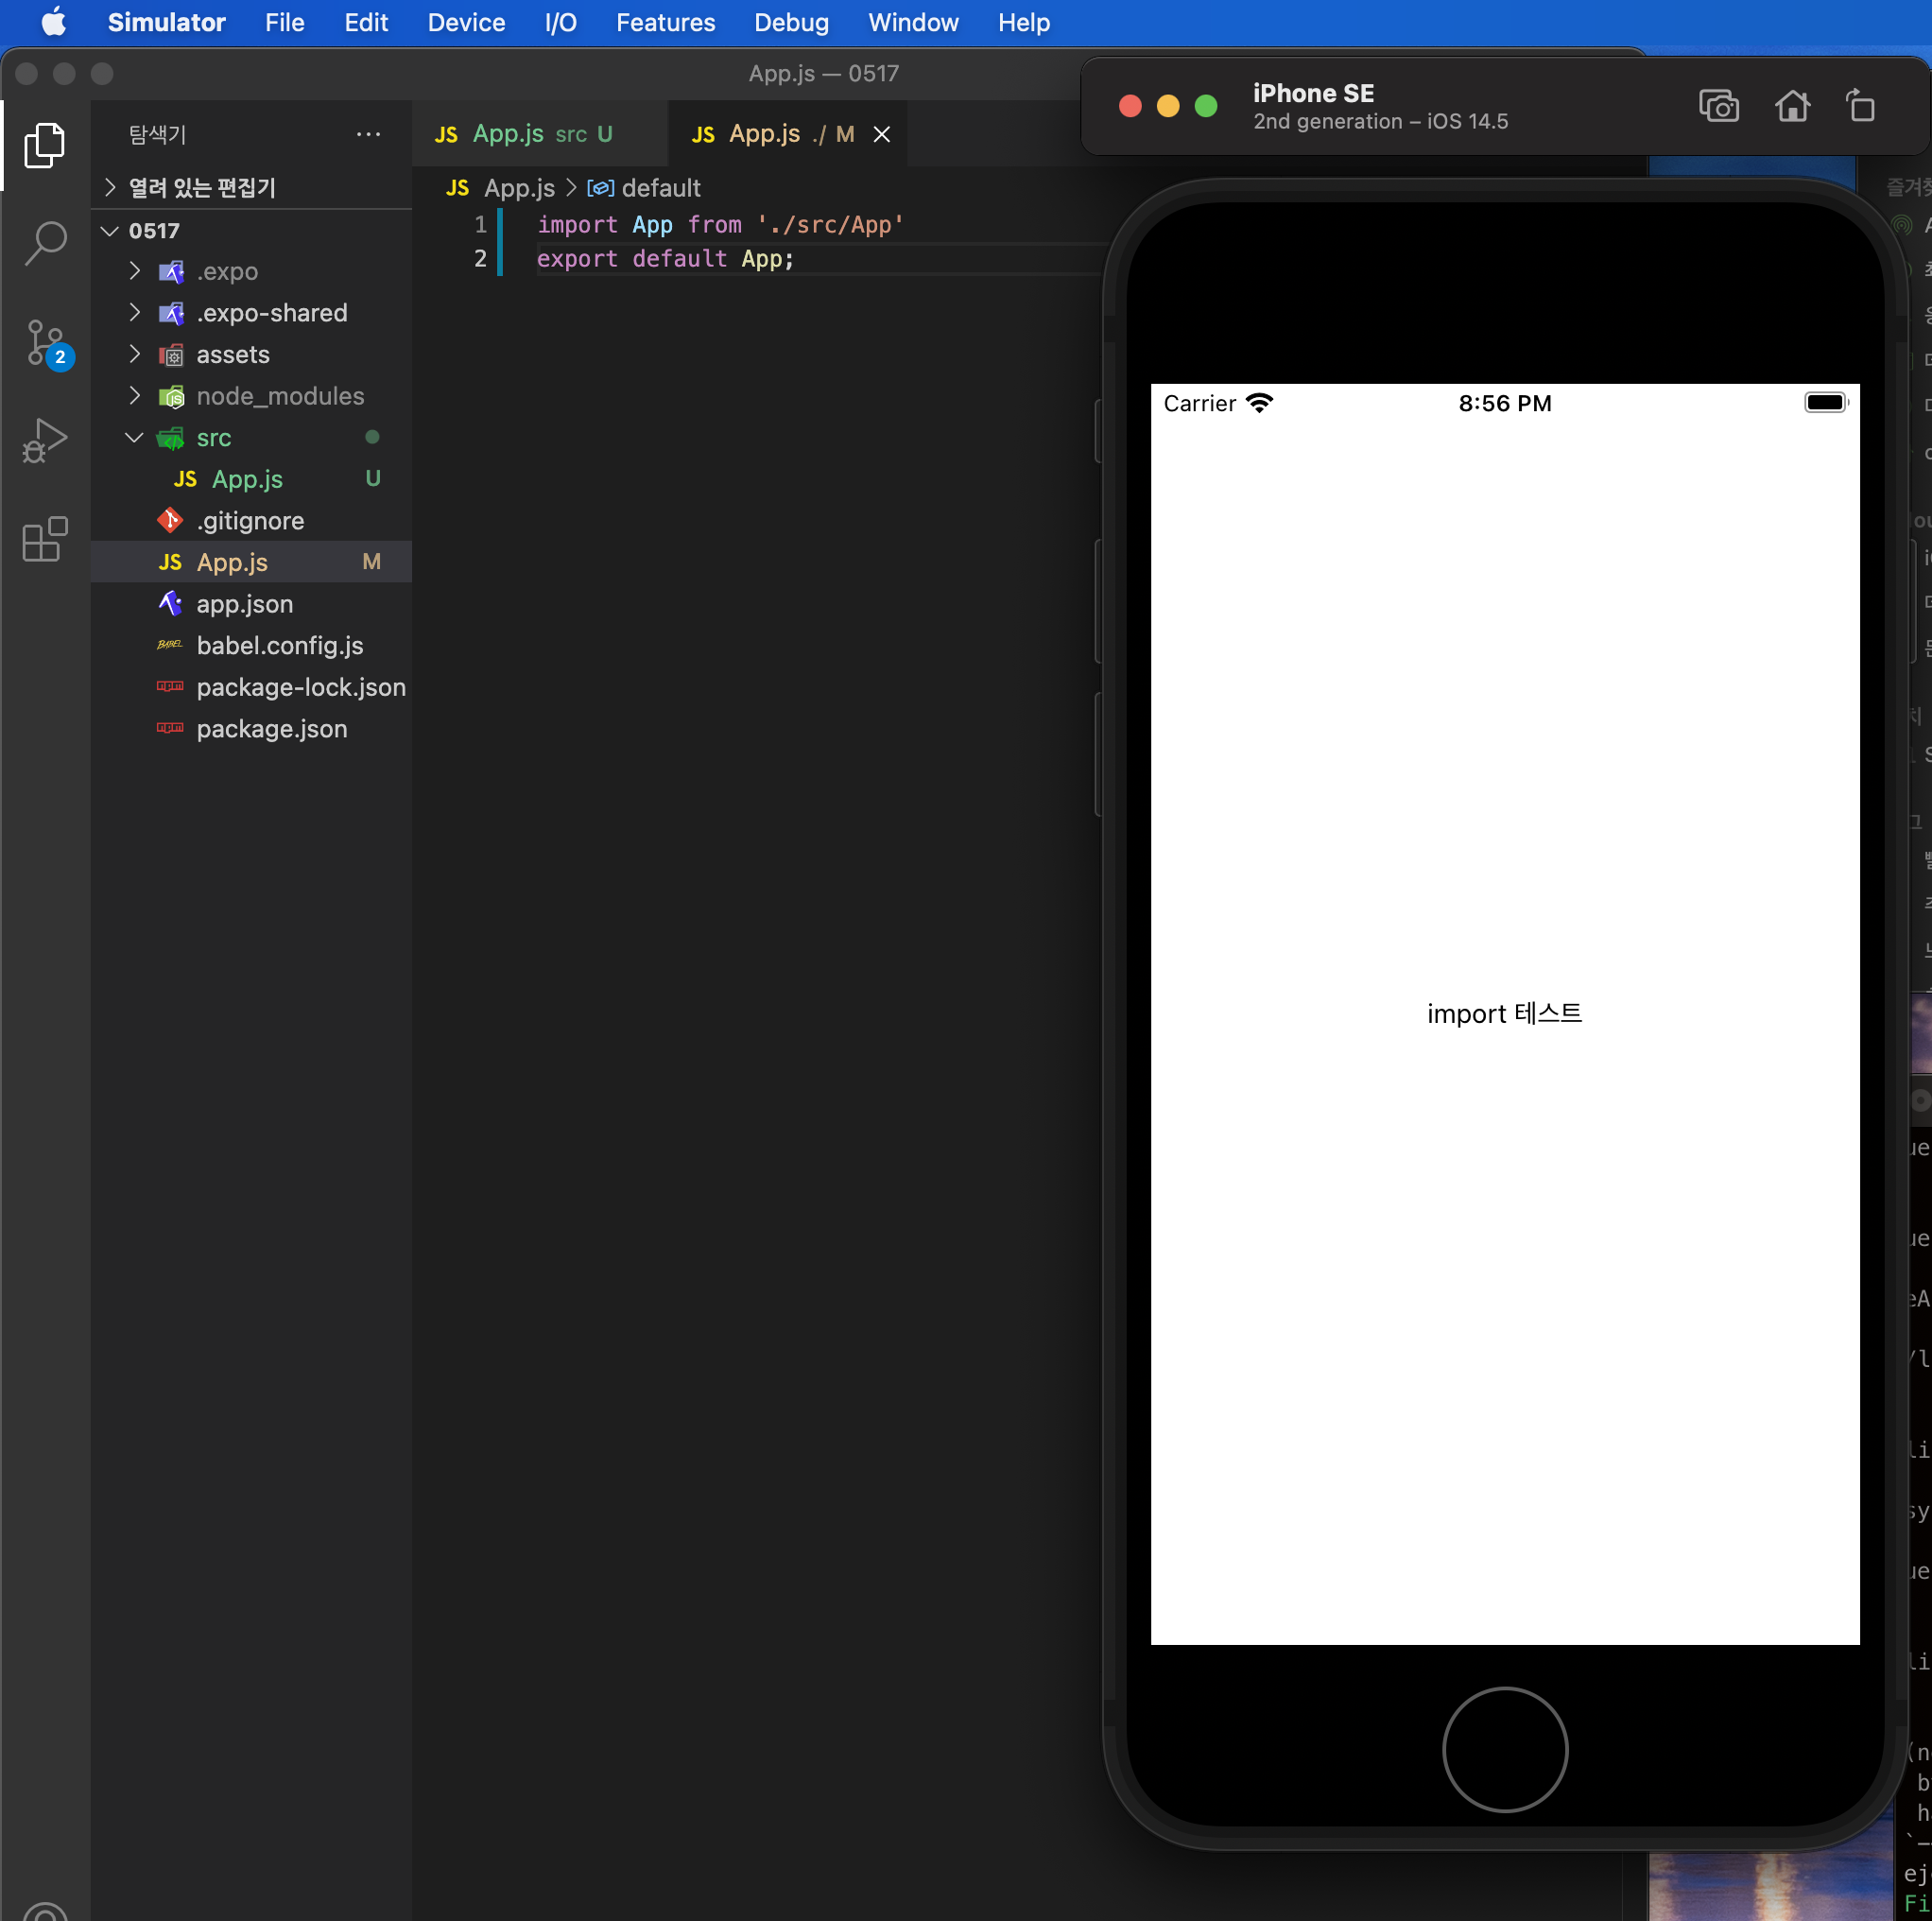 Simulator File Edit Device I/O Features Debug Window Help
App.js — 0517
iPhone SE
2nd generation – iOS 14.5
탐색기
JS App.js src U
JS App.js ./ M
열려 있는 편집기
JS App.js > default
0517
1 import App from './src/App'
2 export default App;
.expo
.expo-shared
2
assets
node_modules
src
JS App.js U
.gitignore
JS App.js M
app.json
BABEL babel.config.js
package-lock.json
package.json
Carrier 8:56 PM
import 테스트